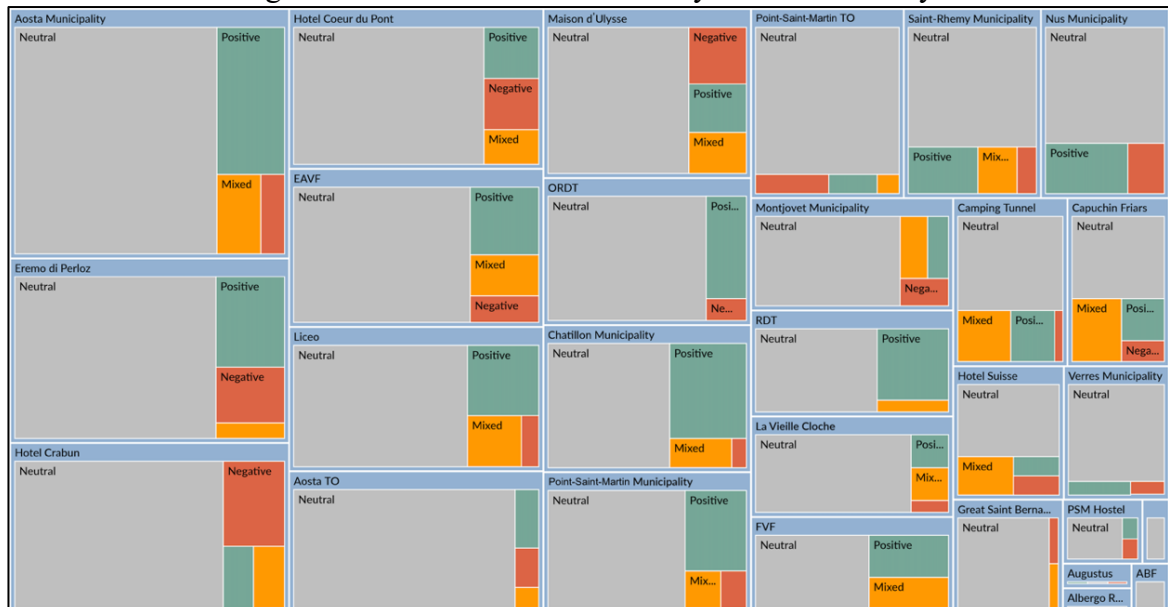 Aosta Municipality
Neutral
Positive
Mixed
Eremo di Perloz
Neutral
Positive
Negative
Hotel Crabun
Neutral
Negative
Hotel Coeur du Pont
Neutral
Positive
Negative
Mixed
EAVF
Neutral
Positive
Mixed
Negative
Liceo
Neutral
Positive
Mixed
Aosta TO
Neutral
Maison d'Ulysse
Neutral
Negative
Positive
Mixed
ORDT
Neutral
Posi...
Ne...
Chatillon Municipality
Neutral
Positive
Mixed
Point-Saint-Martin Municipality
Neutral
Positive
Mix...
Point-Saint-Martin TO
Neutral
Saint-Rhemy Municipality
Neutral
Positive
Mix...
Nus Municipality
Neutral
Positive
Montjovet Municipality
Neutral
Nega...
RDT
Neutral
Positive
La Vieille Cloche
Neutral
Posi...
Mix...
FVF
Neutral
Positive
Mixed
Camping Tunnel
Neutral
Mixed
Posi...
Capuchin Friars
Neutral
Mixed
Posi...
Nega...
Hotel Suisse
Neutral
Mixed
Verres Municipality
Neutral
Great Saint Berna...
Neutral
PSM Hostel
Neutral
Augustus
ABF
Albergo R...